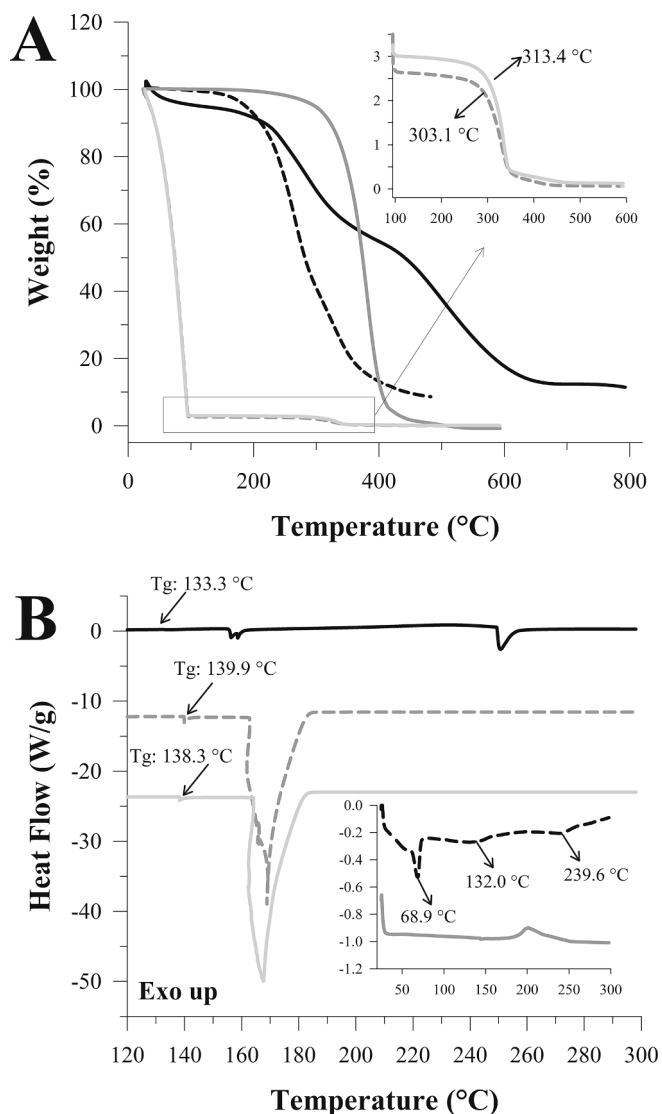 A
120
100
80
60
40
20
0
Weight (%)
0 200 400 600 800
Temperature (°C)
3
2
1
0
100 200 300 400 500 600
313.4 °C
303.1 °C
B
Tg: 133.3 °C
Tg: 139.9 °C
Tg: 138.3 °C
10
0
-10
-20
-30
-40
-50
Heat Flow (W/g)
Exo up
120 140 160 180 200 220 240 260 280 300
Temperature (°C)
0.0
-0.2
-0.4
-0.6
-0.8
-1.0
-1.2
50 100 150 200 250 300
68.9 °C
132.0 °C
239.6 °C